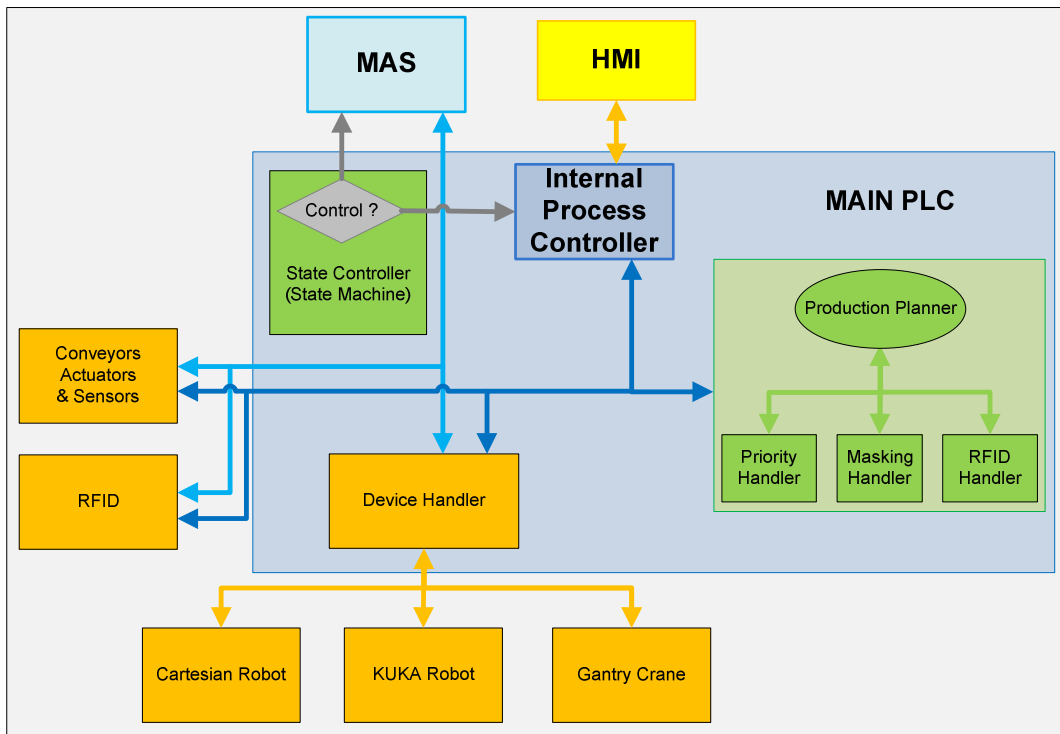 MAS
HMI
Internal
Process
Controller
MAIN PLC
Control ?
State Controller
(State Machine)
Production Planner
Conveyors
Actuators
& Sensors
Priority
Handler
Masking
Handler
RFID
Handler
RFID
Device Handler
Cartesian Robot
KUKA Robot
Gantry Crane